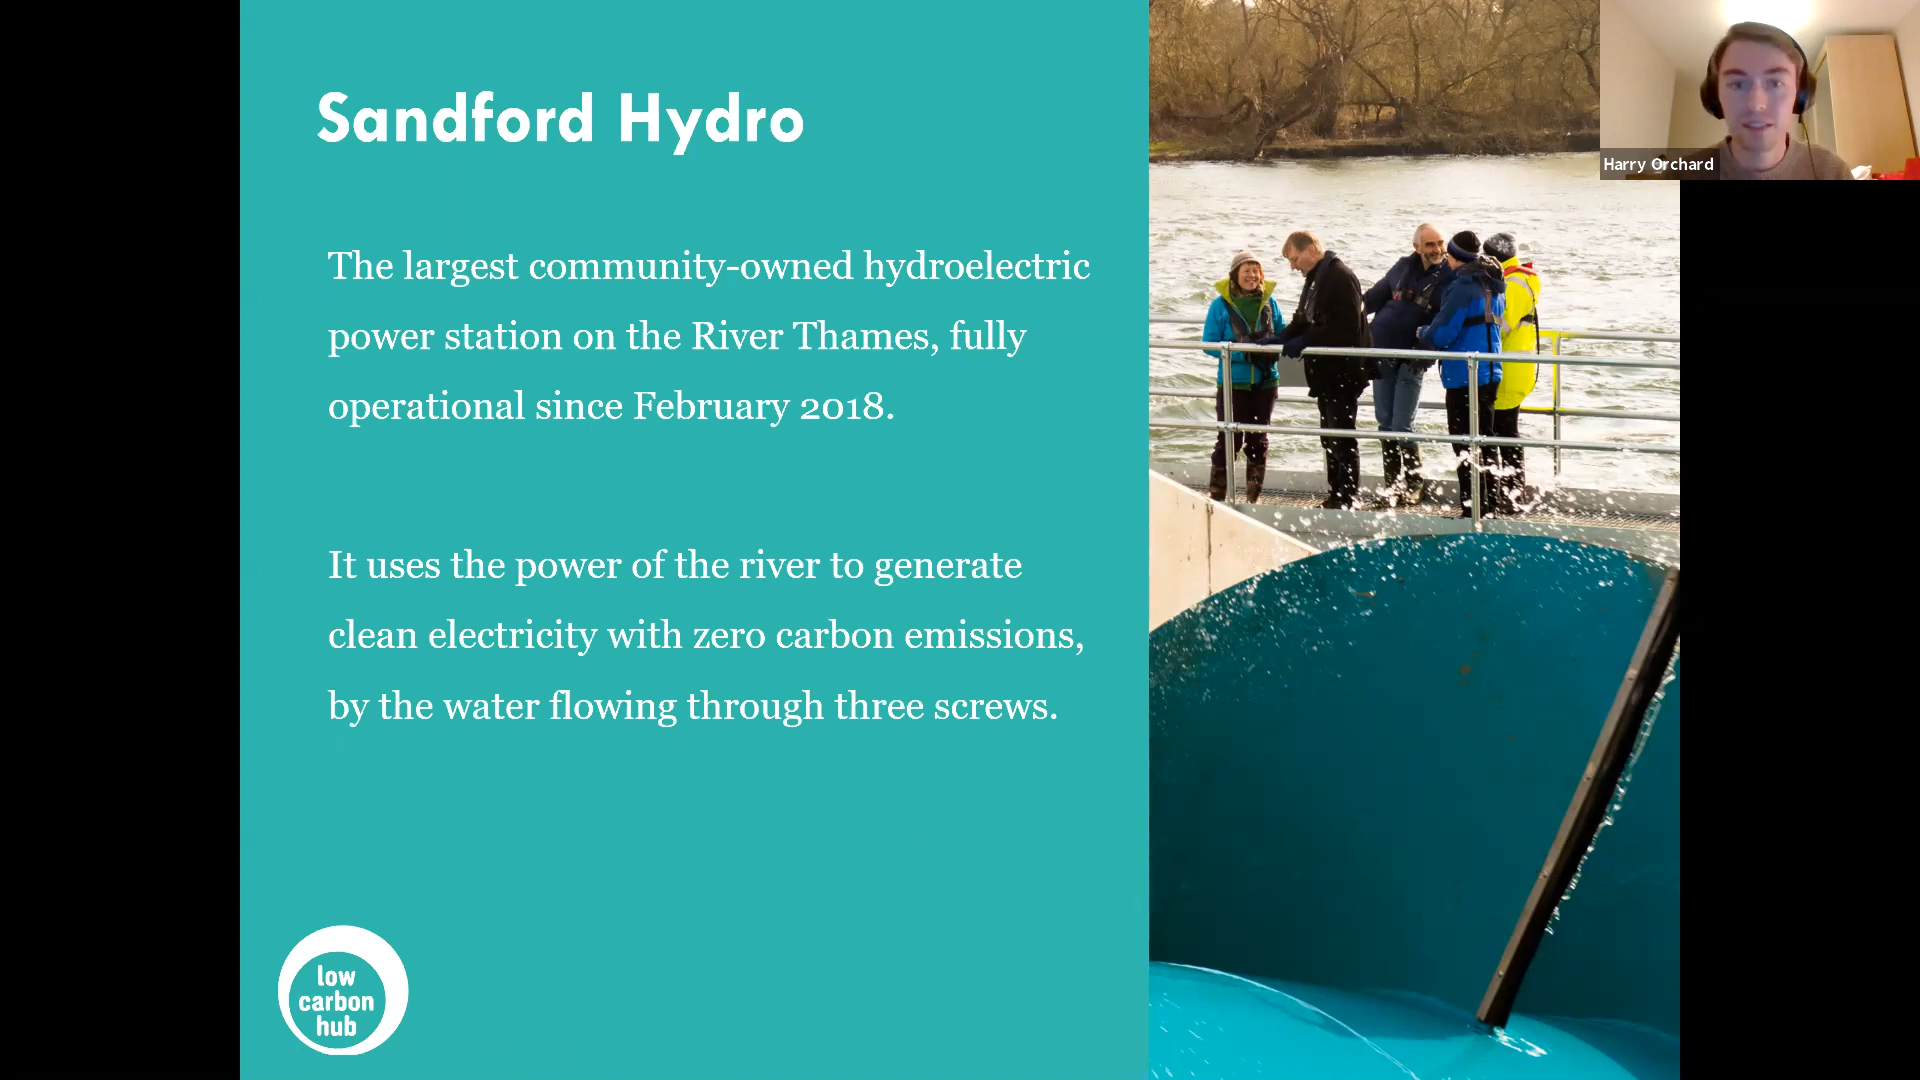 Sandford Hydro
The largest community-owned hydroelectric
power station on the River Thames, fully
operational since February 2018.
It uses the power of the river to generate
clean electricity with zero carbon emissions,
by the water flowing through three screws.
low
carbon
hub
Harry Orchard